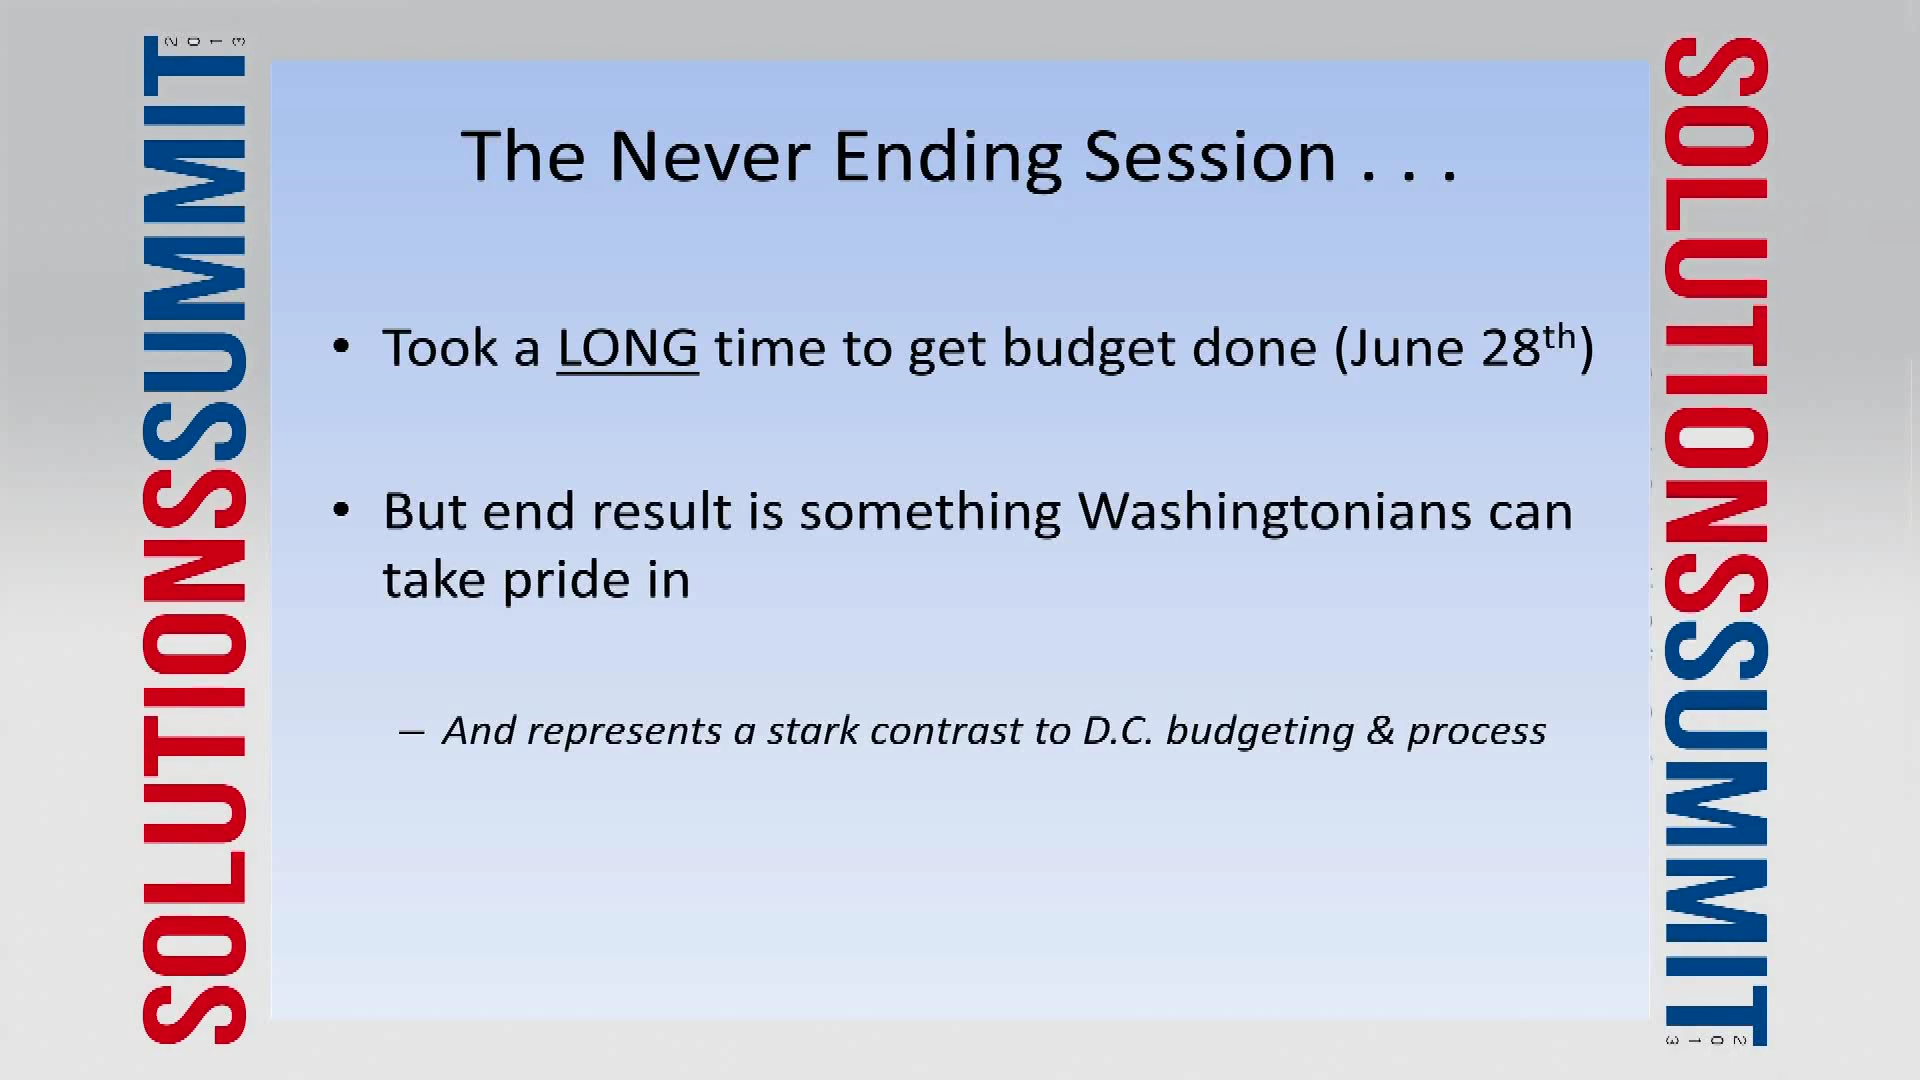 SOLUTIONSSUMMIT
2013
The Never Ending Session . . .
• Took a LONG time to get budget done (June 28th)
• But end result is something Washingtonians can
take pride in
– And represents a stark contrast to D.C. budgeting & process
SOLUTIONSSUMMIT
2013